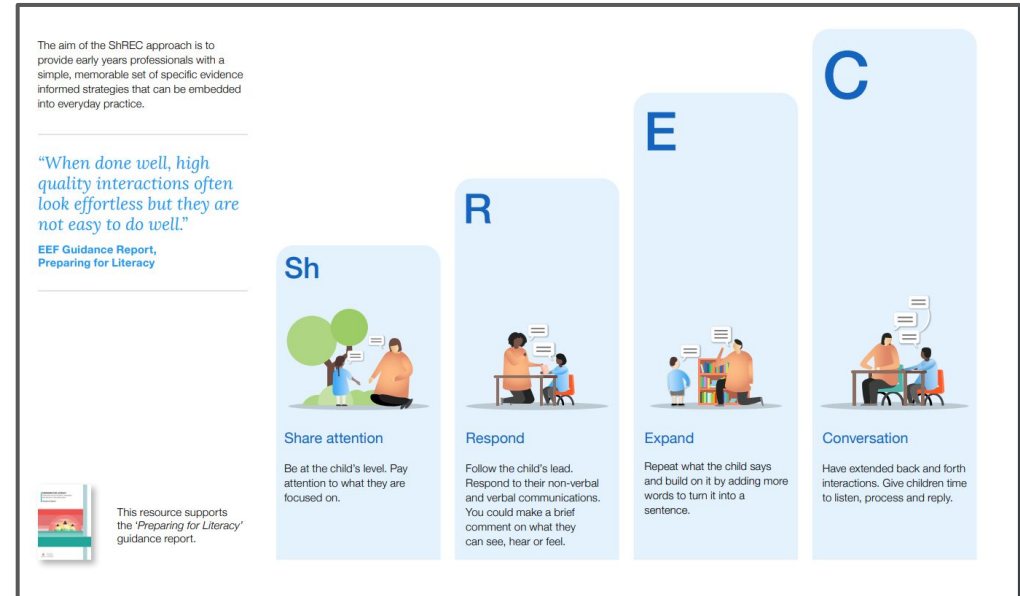 The aim of the ShREC approach is to
provide early years professionals with a
simple, memorable set of specific evidence
informed strategies that can be embedded
into everyday practice.
“When done well, high
quality interactions often
look effortless but they are
not easy to do well.”
EEF Guidance Report,
Preparing for Literacy
This resource supports
the ‘Preparing for Literacy’
guidance report.
Sh
Share attention
Be at the child’s level. Pay
attention to what they are
focused on.
R
Respond
Follow the child’s lead.
Respond to their non-verbal
and verbal communications.
You could make a brief
comment on what they
can see, hear or feel.
E
Expand
Repeat what the child says
and build on it by adding more
words to turn it into a
sentence.
C
Conversation
Have extended back and forth
interactions. Give children time
to listen, process and reply.